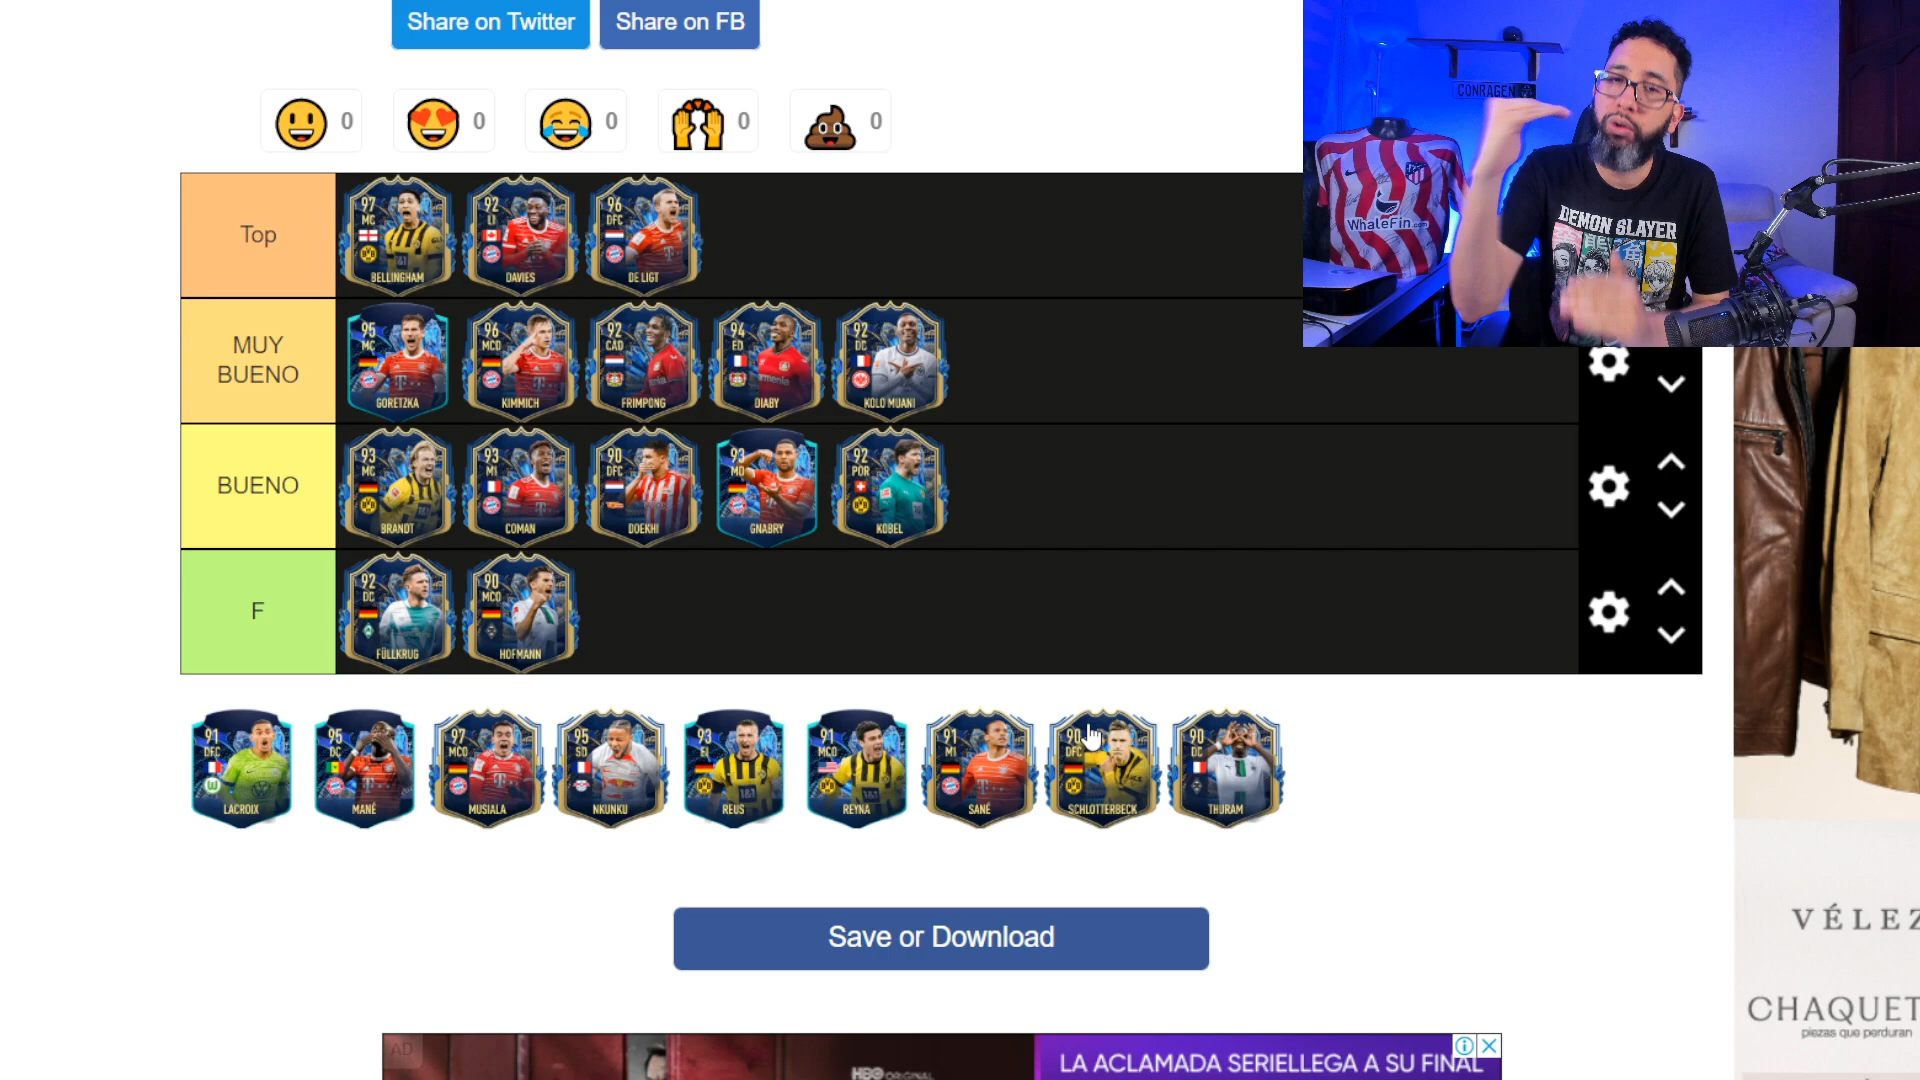 Share on Twitter Share on FB
0 0 0 0 0
CONRAGEN
DEMON SLAYER
WhaleFin.com
Top
97 MC BELLINGHAM
92 LI DAVIES
96 DFC DE LIGT
MUY
BUENO
95 MC GORETZKA
96 MCD KIMMICH
92 CAD FRIMPONG
94 ED DIABY
92 DC KOLO MUANI
BUENO
93 MC BRANDT
93 MI COMAN
90 DFC DOEKHI
93 MD GNABRY
92 POR KOBEL
F
92 DC FÜLLKRUG
90 MCO HOFMANN
91 DFC LACROIX
95 DC MANÉ
97 MCO MUSIALA
95 SD NKUNKU
93 EI REUS
91 MCO REYNA
91 MI SANÉ
90 DFC SCHLOTTERBECK
90 DC THURAM
Save or Download
VÉLEZ
CHAQUET
piezas que perduran
AD
HBO ORIGINAL
LA ACLAMADA SERIELLEGA A SU FINAL